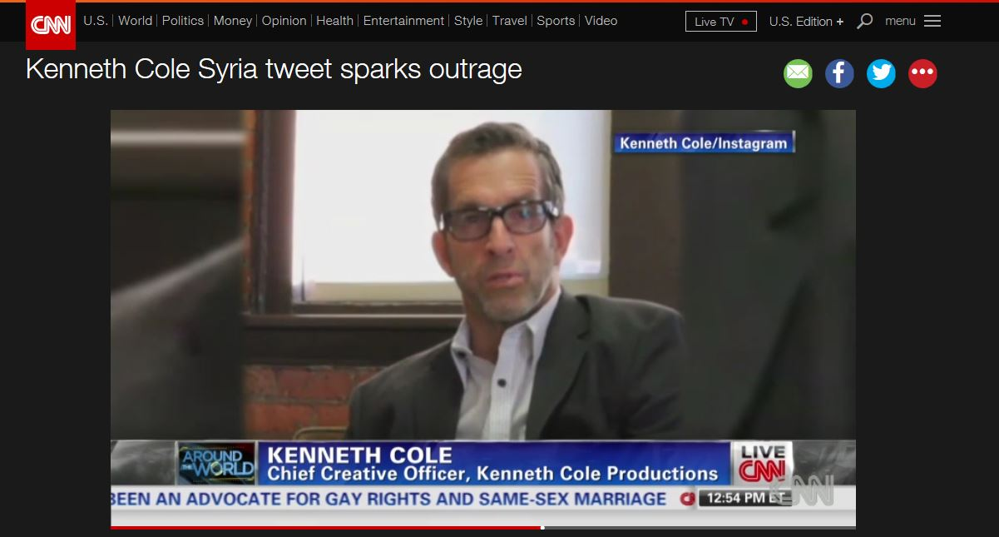 CNN U.S. World Politics Money Opinion Health Entertainment Style Travel Sports Video Live TV U.S. Edition + menu
Kenneth Cole Syria tweet sparks outrage
Kenneth Cole/Instagram
AROUND THE WORLD
KENNETH COLE
Chief Creative Officer, Kenneth Cole Productions
LIVE
CNN
BEEN AN ADVOCATE FOR GAY RIGHTS AND SAME-SEX MARRIAGE
12:54 PM ET
CNN